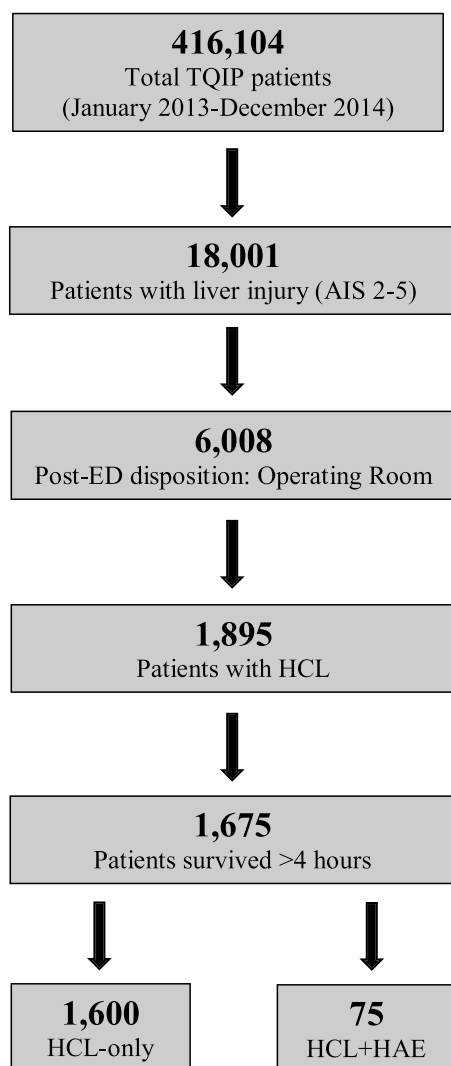 416,104
Total TQIP patients
(January 2013-December 2014)
18,001
Patients with liver injury (AIS 2-5)
6,008
Post-ED disposition: Operating Room
1,895
Patients with HCL
1,675
Patients survived >4 hours
1,600
HCL-only
75
HCL+HAE